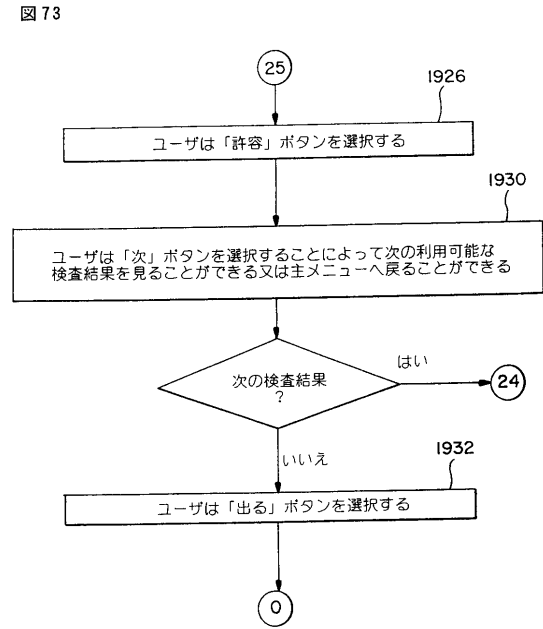 図73
25
1926
ユーザは「許容」ボタンを選択する
1930
ユーザは「次」ボタンを選択することによって次の利用可能な
検査結果を見ることができる又は主メニューへ戻ることができる
次の検査結果
?
はい
24
いいえ
1932
ユーザは「出る」ボタンを選択する
0